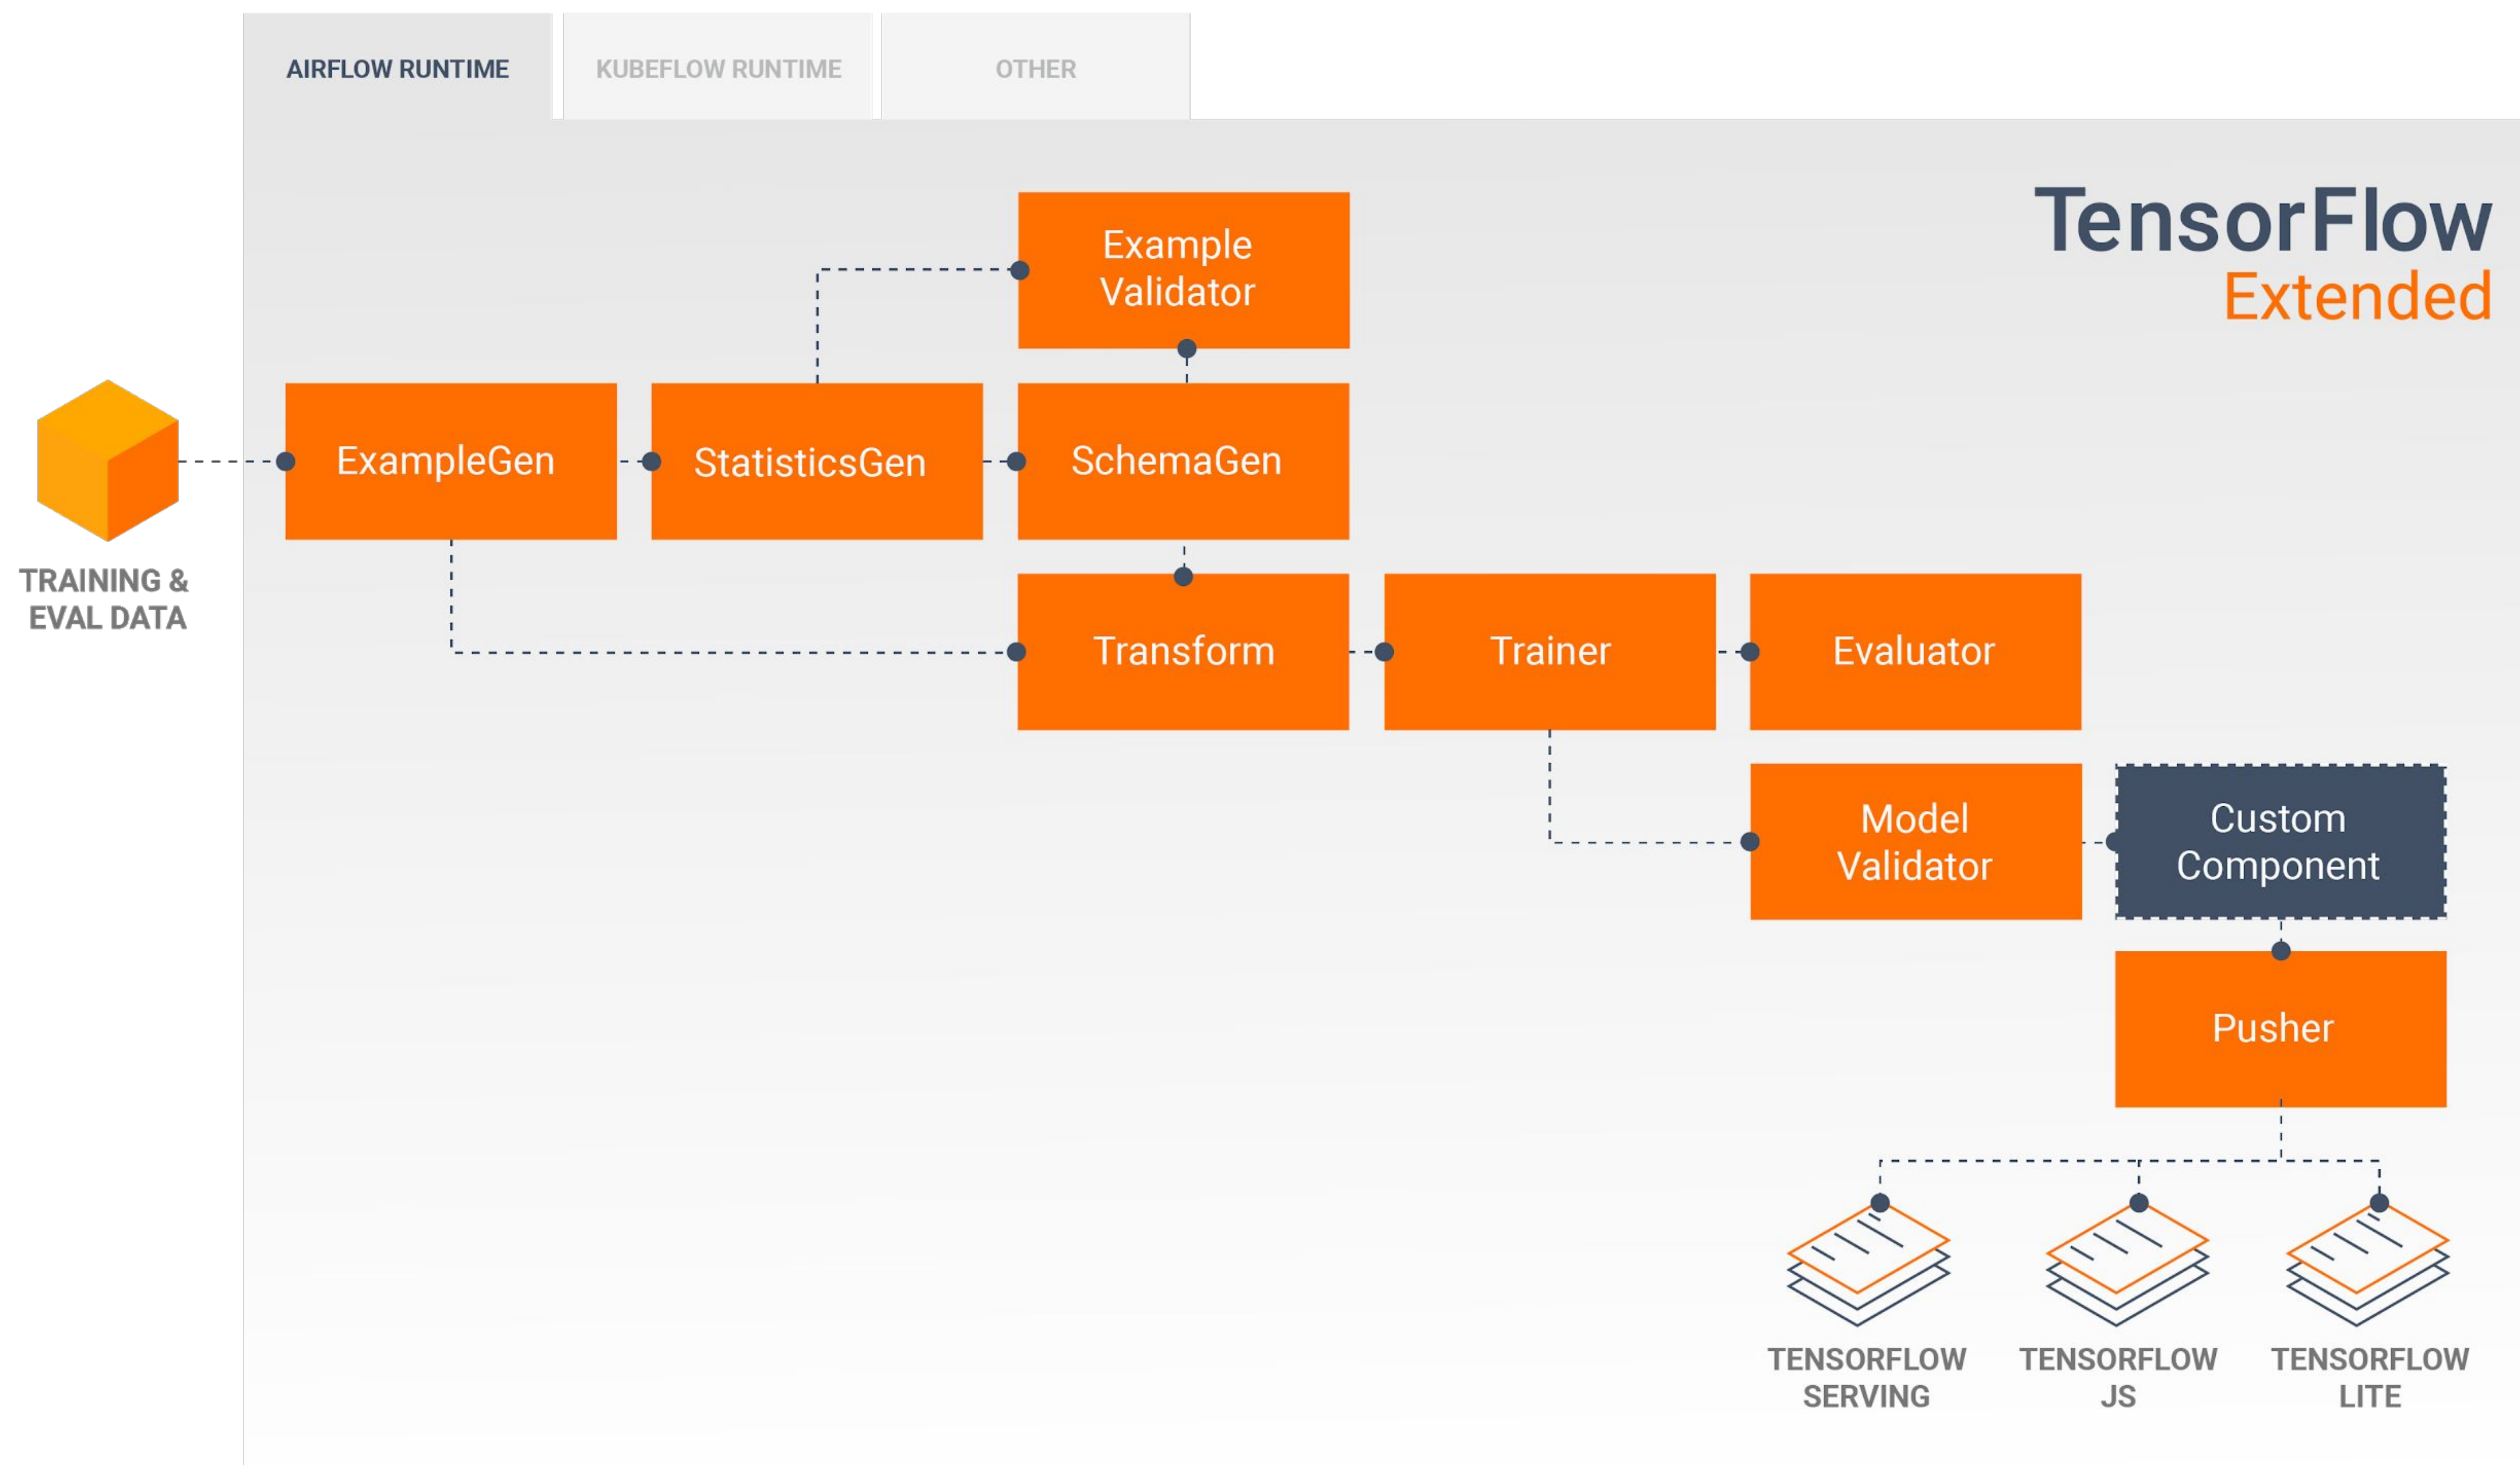 AIRFLOW RUNTIME
KUBEFLOW RUNTIME
OTHER
TensorFlow
Extended
Example
Validator
ExampleGen
StatisticsGen
SchemaGen
TRAINING &
EVAL DATA
Transform
Trainer
Evaluator
Model
Validator
Custom
Component
Pusher
TENSORFLOW
SERVING
TENSORFLOW
JS
TENSORFLOW
LITE